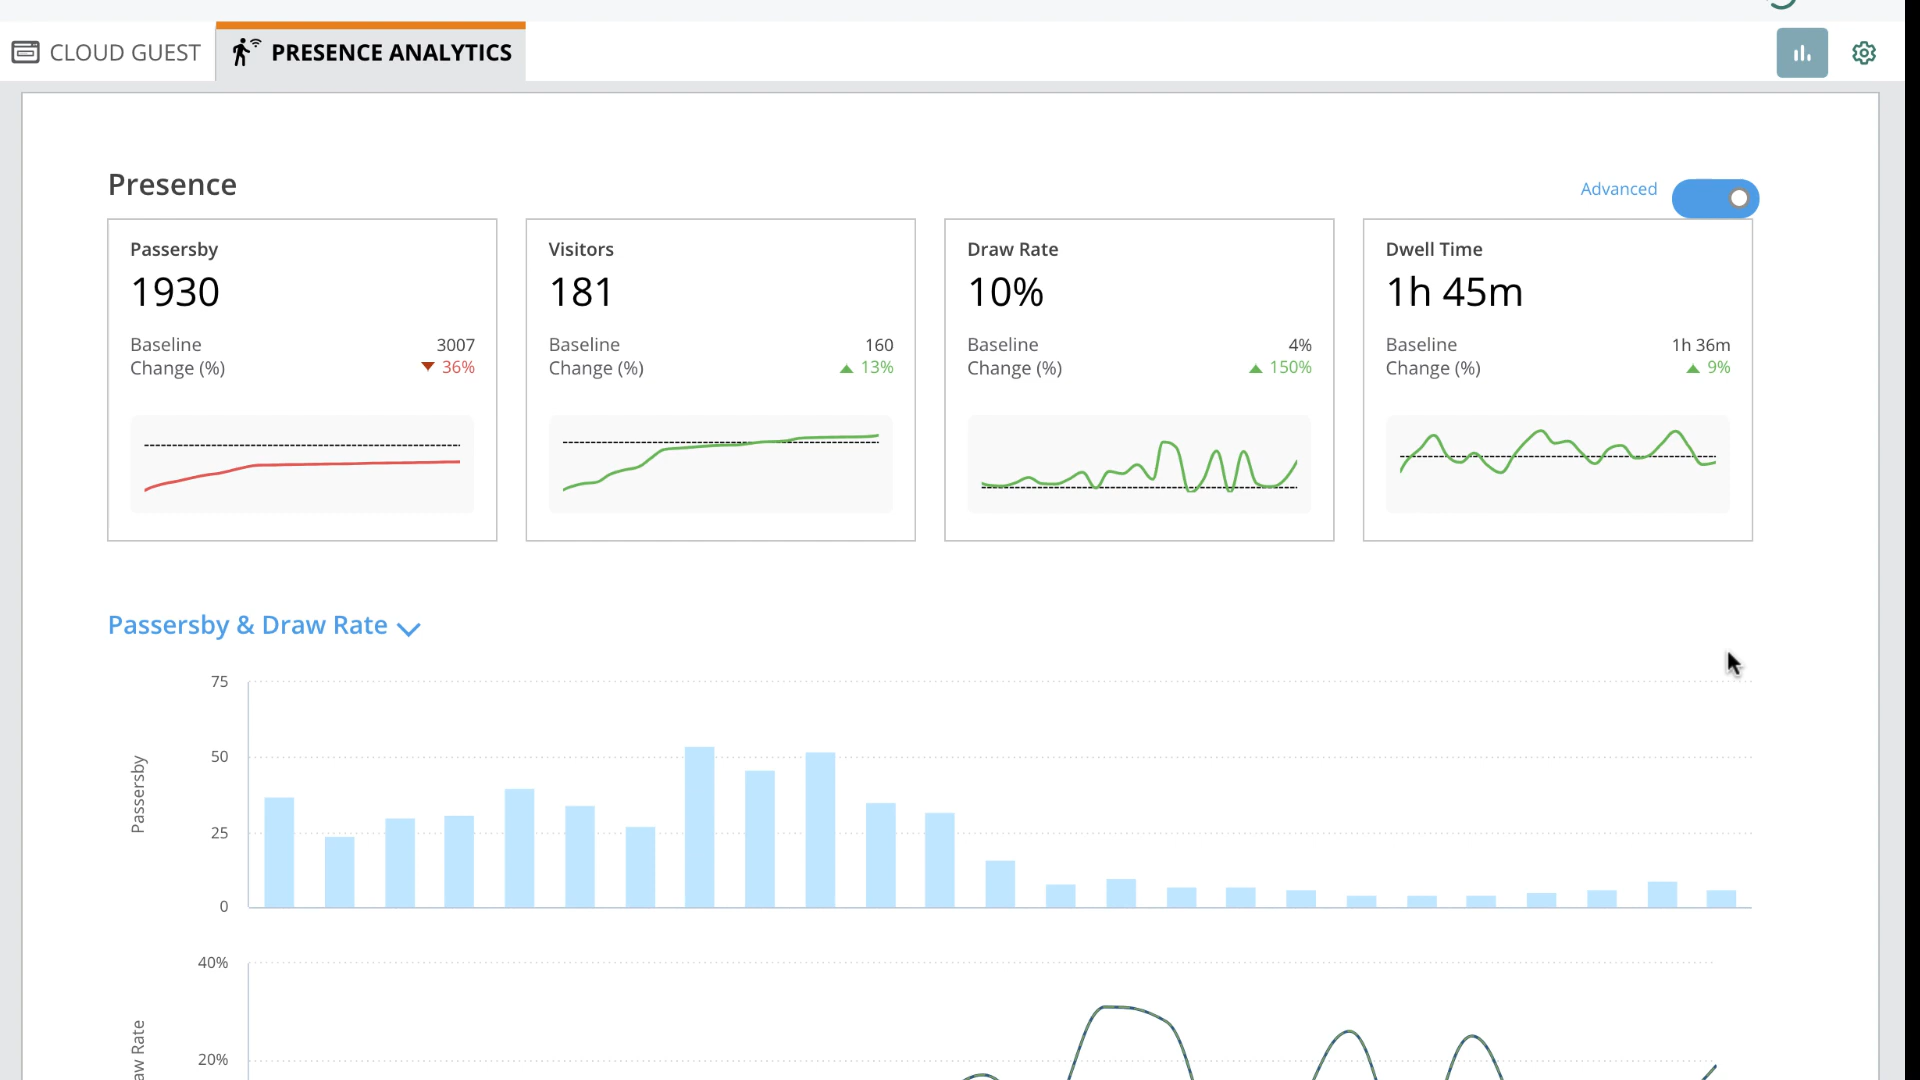 CLOUD GUEST
PRESENCE ANALYTICS
Presence
Advanced
Passersby
1930
Baseline 3007
Change (%) 36%
Visitors
181
Baseline 160
Change (%) 13%
Draw Rate
10%
Baseline 4%
Change (%) 150%
Dwell Time
1h 45m
Baseline 1h 36m
Change (%) 9%
Passersby & Draw Rate
75
50
25
0
Passersby
40%
20%
aw Rate